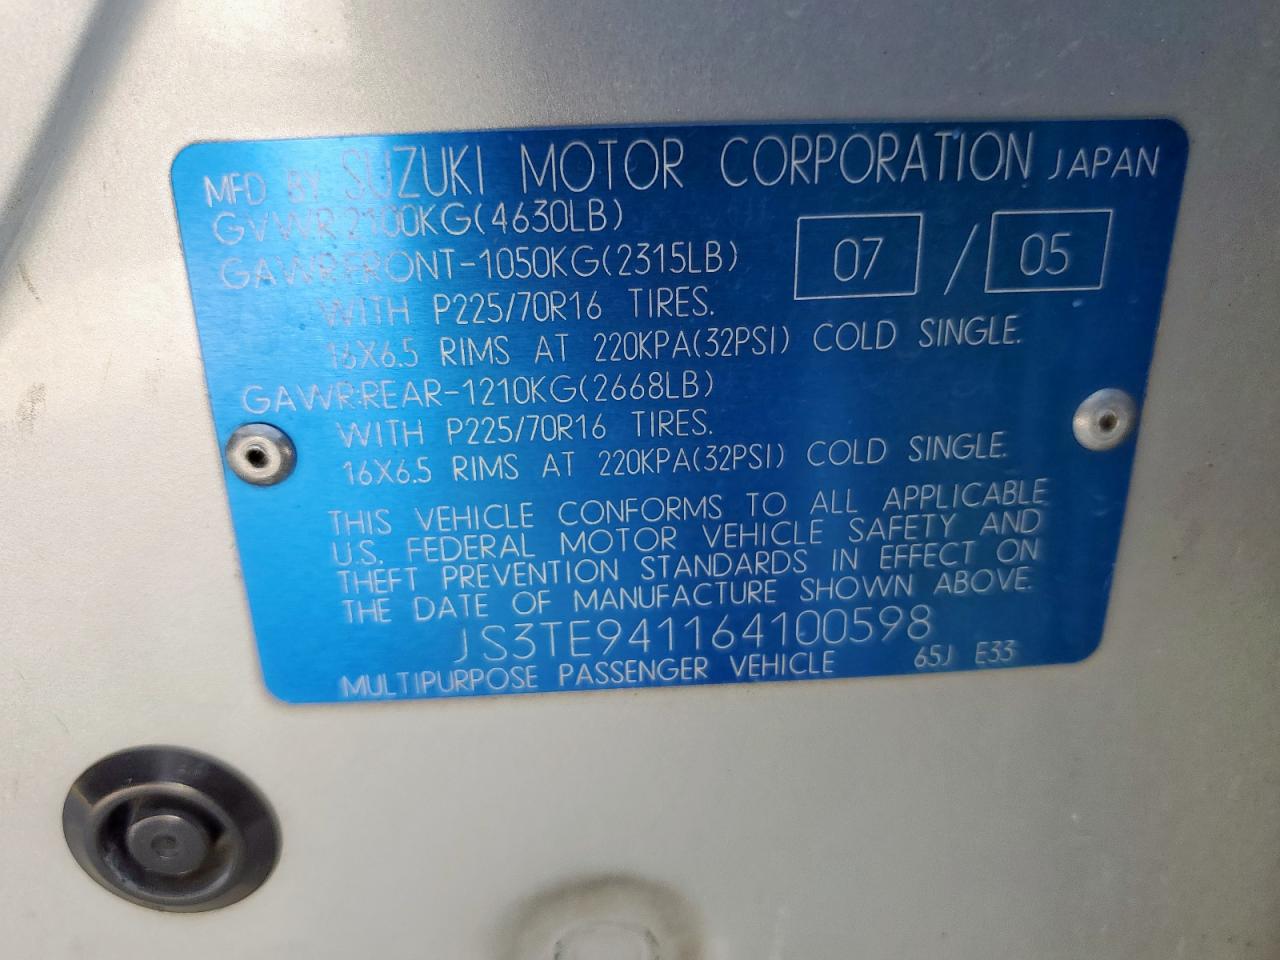 MFD BY SUZUKI MOTOR CORPORATION JAPAN
GVWR 2100KG(4630LB)
07 / 05
GAWR:FRONT-1050KG(2315LB)
WITH P225/70R16 TIRES.
16X6.5 RIMS AT 220KPA(32PSI) COLD SINGLE.
GAWR:REAR-1210KG(2668LB)
WITH P225/70R16 TIRES.
16X6.5 RIMS AT 220KPA(32PSI) COLD SINGLE.
THIS VEHICLE CONFORMS TO ALL APPLICABLE
U.S. FEDERAL MOTOR VEHICLE SAFETY AND
THEFT PREVENTION STANDARDS IN EFFECT ON
THE DATE OF MANUFACTURE SHOWN ABOVE.
JS3TE941164100598
MULTIPURPOSE PASSENGER VEHICLE 65J E33